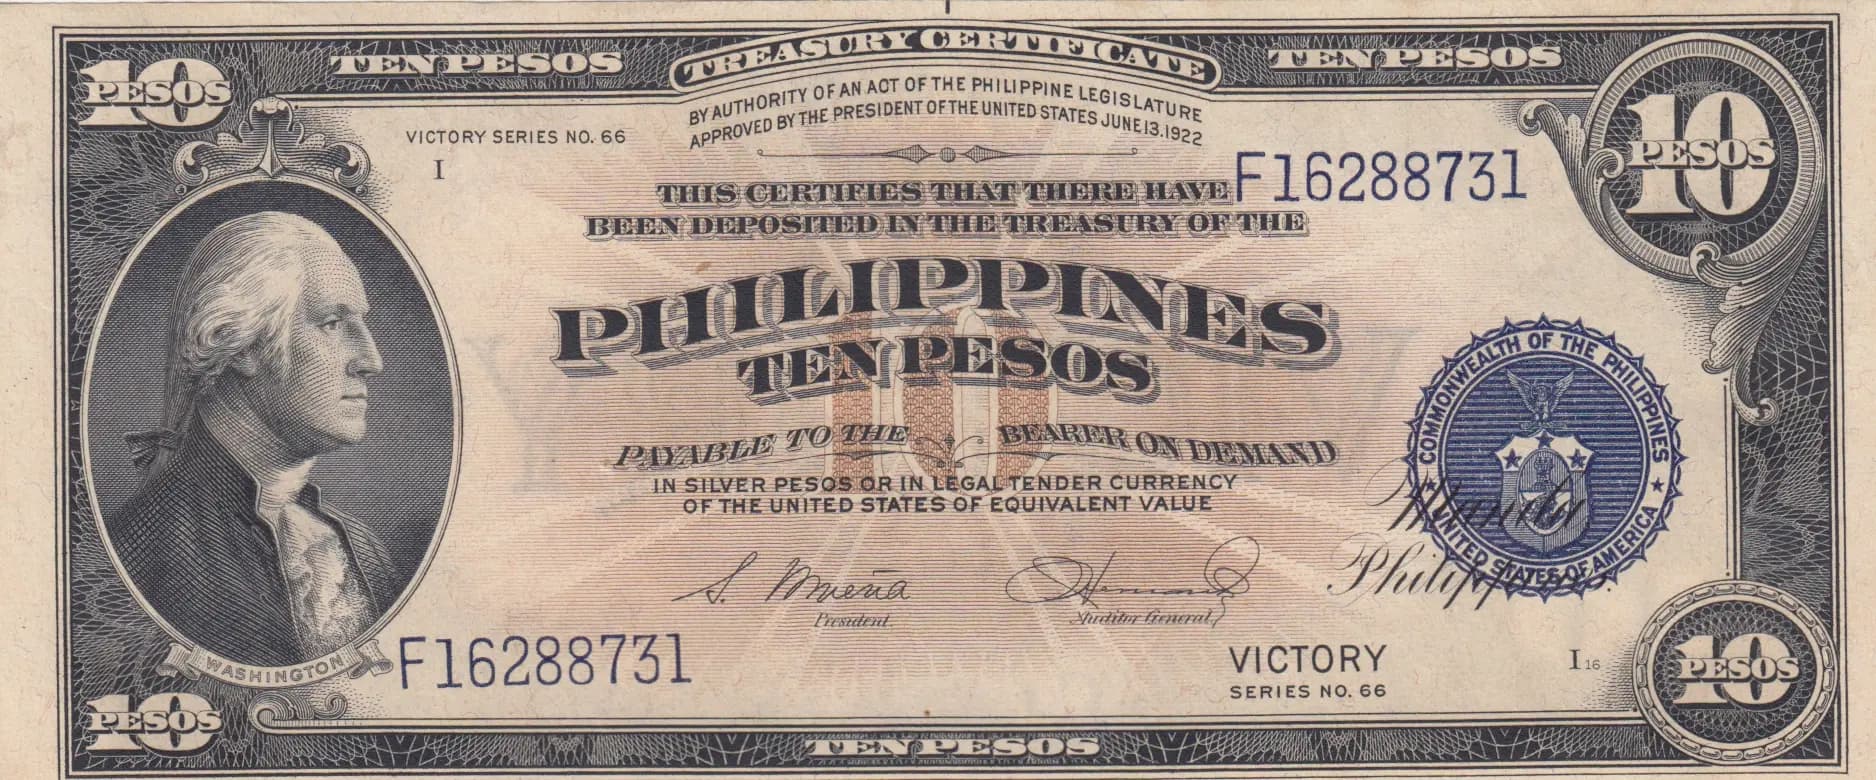 TREASURY CERTIFICATE
TEN PESOS
TEN PESOS
10
PESOS
10
PESOS
BY AUTHORITY OF AN ACT OF THE PHILIPPINE LEGISLATURE
APPROVED BY THE PRESIDENT OF THE UNITED STATES JUNE 13.1922
VICTORY SERIES NO. 66
I
F16288731
THIS CERTIFIES THAT THERE HAVE
BEEN DEPOSITED IN THE TREASURY OF THE
PHILIPPINES
TEN PESOS
10
PAYABLE TO THE BEARER ON DEMAND
IN SILVER PESOS OR IN LEGAL TENDER CURRENCY
OF THE UNITED STATES OF EQUIVALENT VALUE
COMMONWEALTH OF THE PHILIPPINES
UNITED STATES OF AMERICA
Manila
Philippines.
S. Osmeña
President.
Auditor General,
WASHINGTON
F16288731
VICTORY
SERIES NO. 66
I 16
10
PESOS
10
PESOS
TEN PESOS